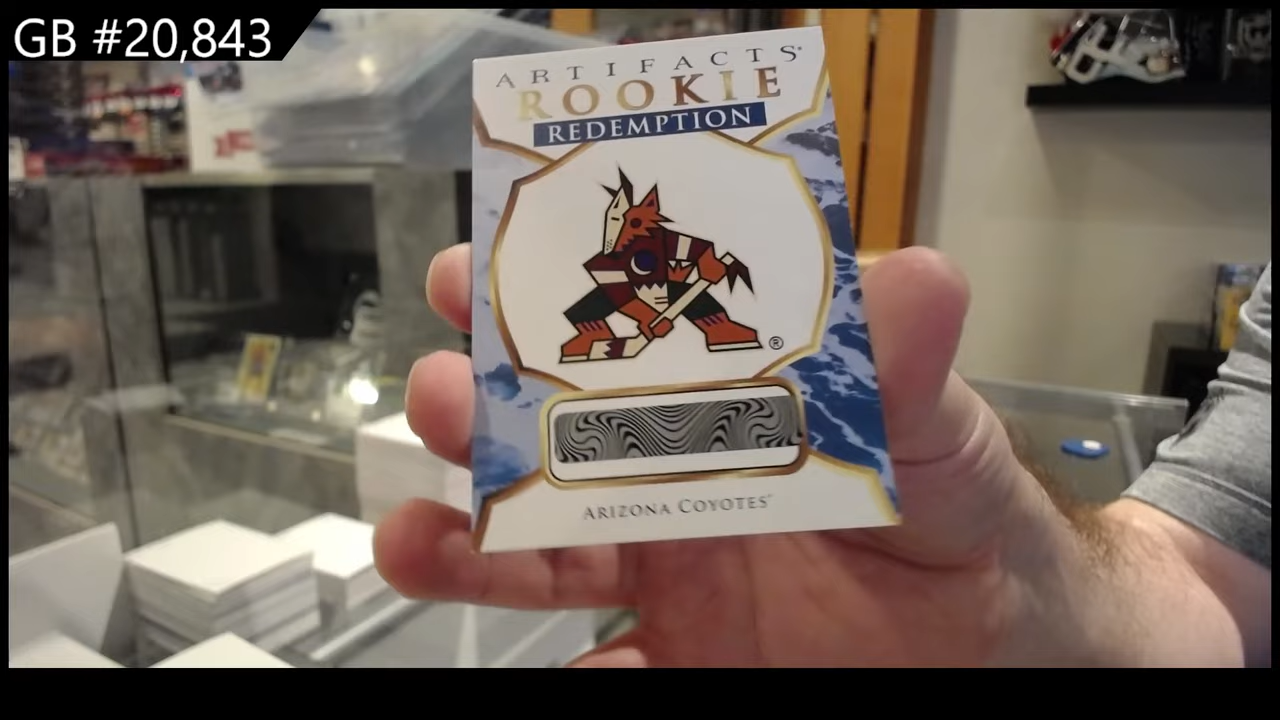 GB #20,843
ARTIFACTS
ROOKIE
REDEMPTION
®
ARIZONA COYOTES